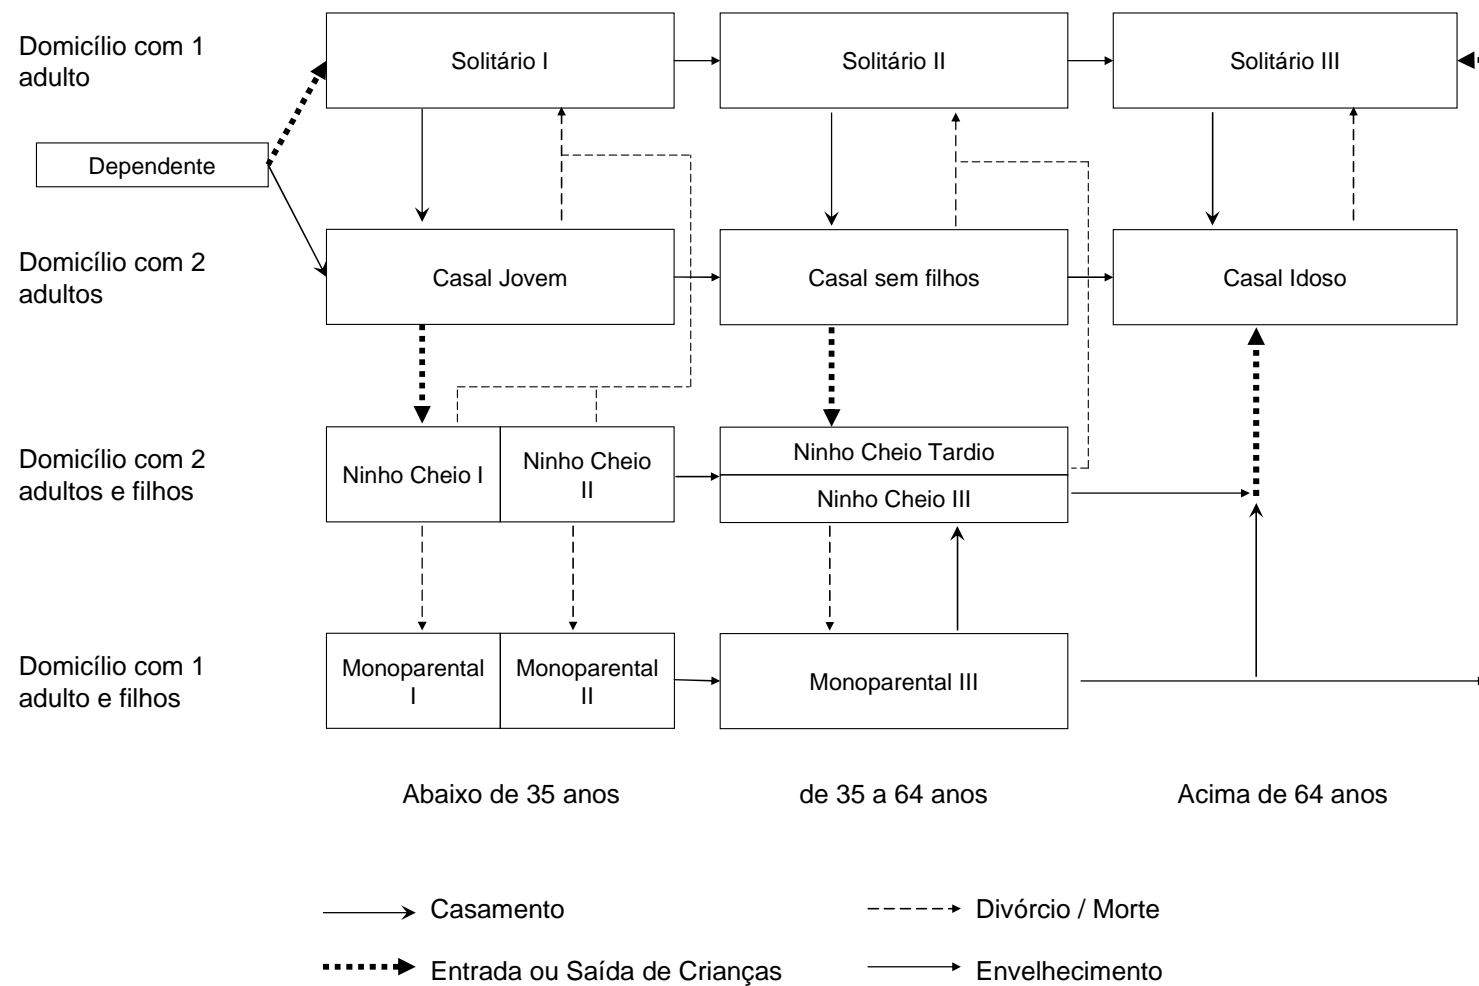 Domicílio com 1
adulto
Solitário I
Solitário II
Solitário III
Dependente
Domicílio com 2
adultos
Casal Jovem
Casal sem filhos
Casal Idoso
Domicílio com 2
adultos e filhos
Ninho Cheio I
Ninho Cheio
II
Ninho Cheio Tardio
Ninho Cheio III
Domicílio com 1
adulto e filhos
Monoparental
I
Monoparental
II
Monoparental III
Abaixo de 35 anos
de 35 a 64 anos
Acima de 64 anos
Casamento
Divórcio / Morte
Entrada ou Saída de Crianças
Envelhecimento